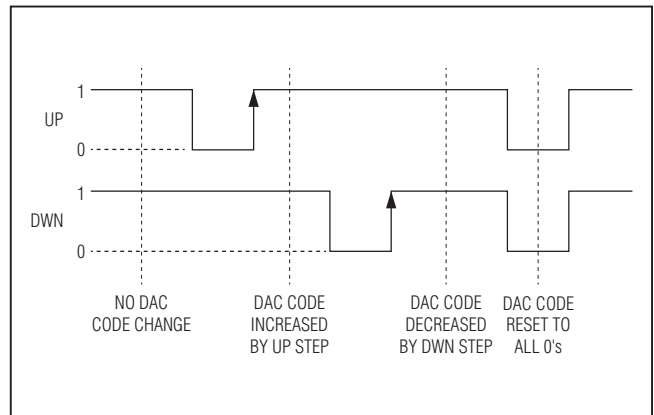 1
UP
0
1
DWN
0
NO DAC
CODE CHANGE
DAC CODE
INCREASED
BY UP STEP
DAC CODE
DECREASED
BY DWN STEP
DAC CODE
RESET TO
ALL 0's